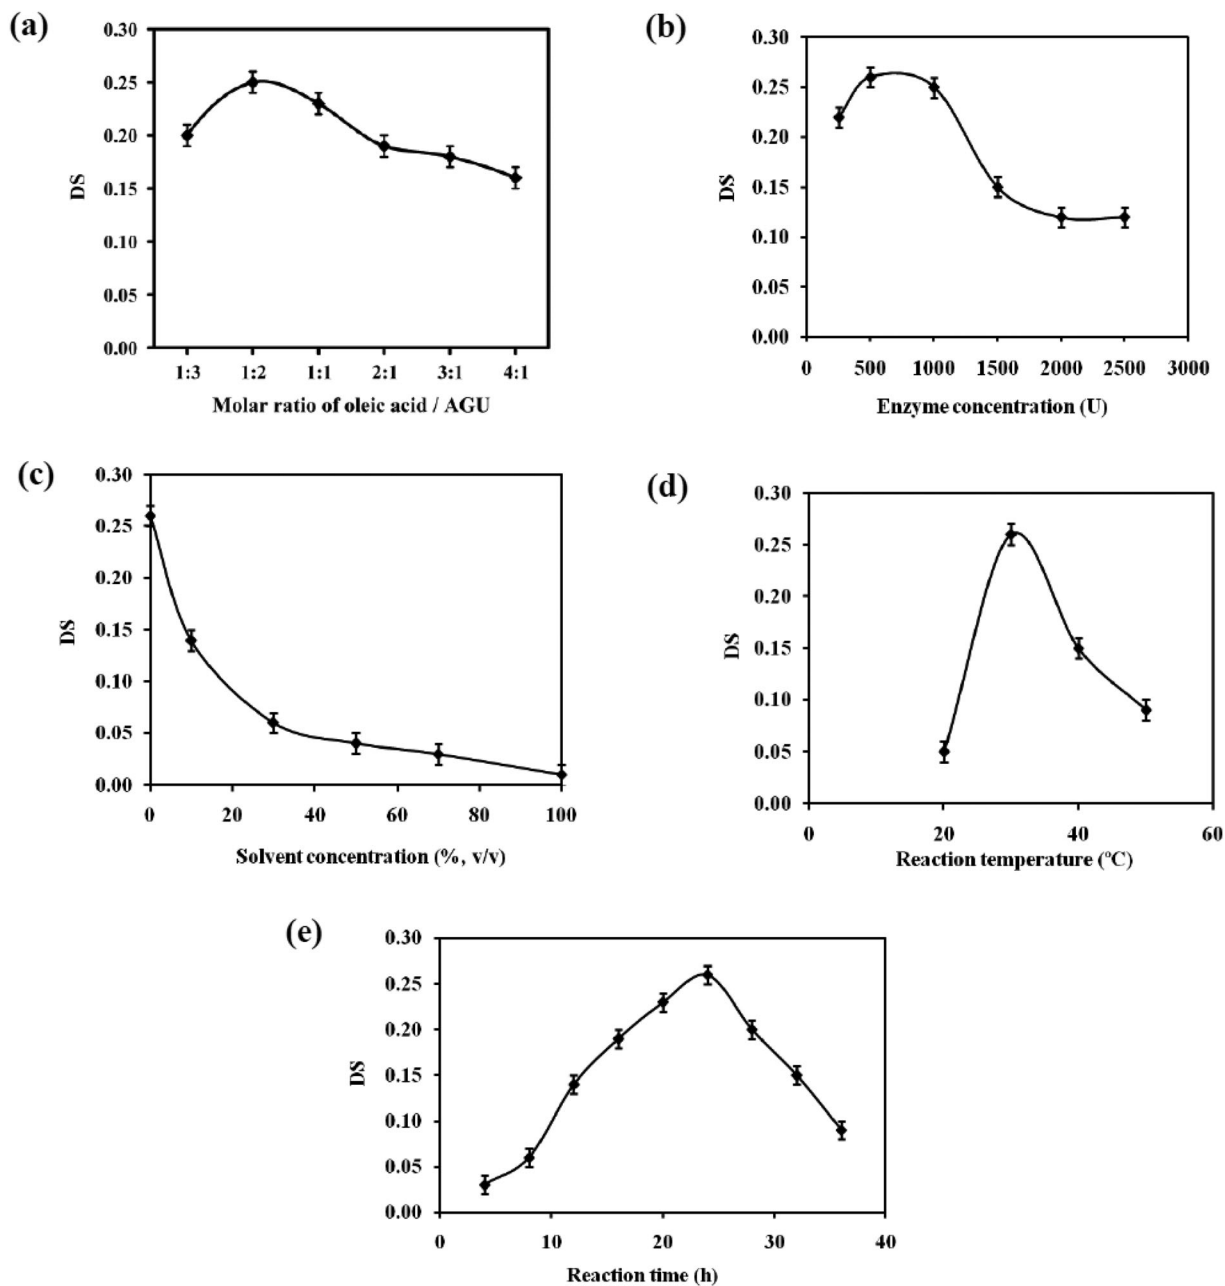 (a)
0.30
0.25
0.20
0.15
0.10
0.05
0.00
DS
1:3 1:2 1:1 2:1 3:1 4:1
Molar ratio of oleic acid / AGU
(b)
0.30
0.25
0.20
0.15
0.10
0.05
0.00
DS
0 500 1000 1500 2000 2500 3000
Enzyme concentration (U)
(c)
0.30
0.25
0.20
0.15
0.10
0.05
0.00
DS
0 20 40 60 80 100
Solvent concentration (%, v/v)
(d)
0.30
0.25
0.20
0.15
0.10
0.05
0.00
DS
0 20 40 60
Reaction temperature (ºC)
(e)
0.30
0.25
0.20
0.15
0.10
0.05
0.00
DS
0 10 20 30 40
Reaction time (h)